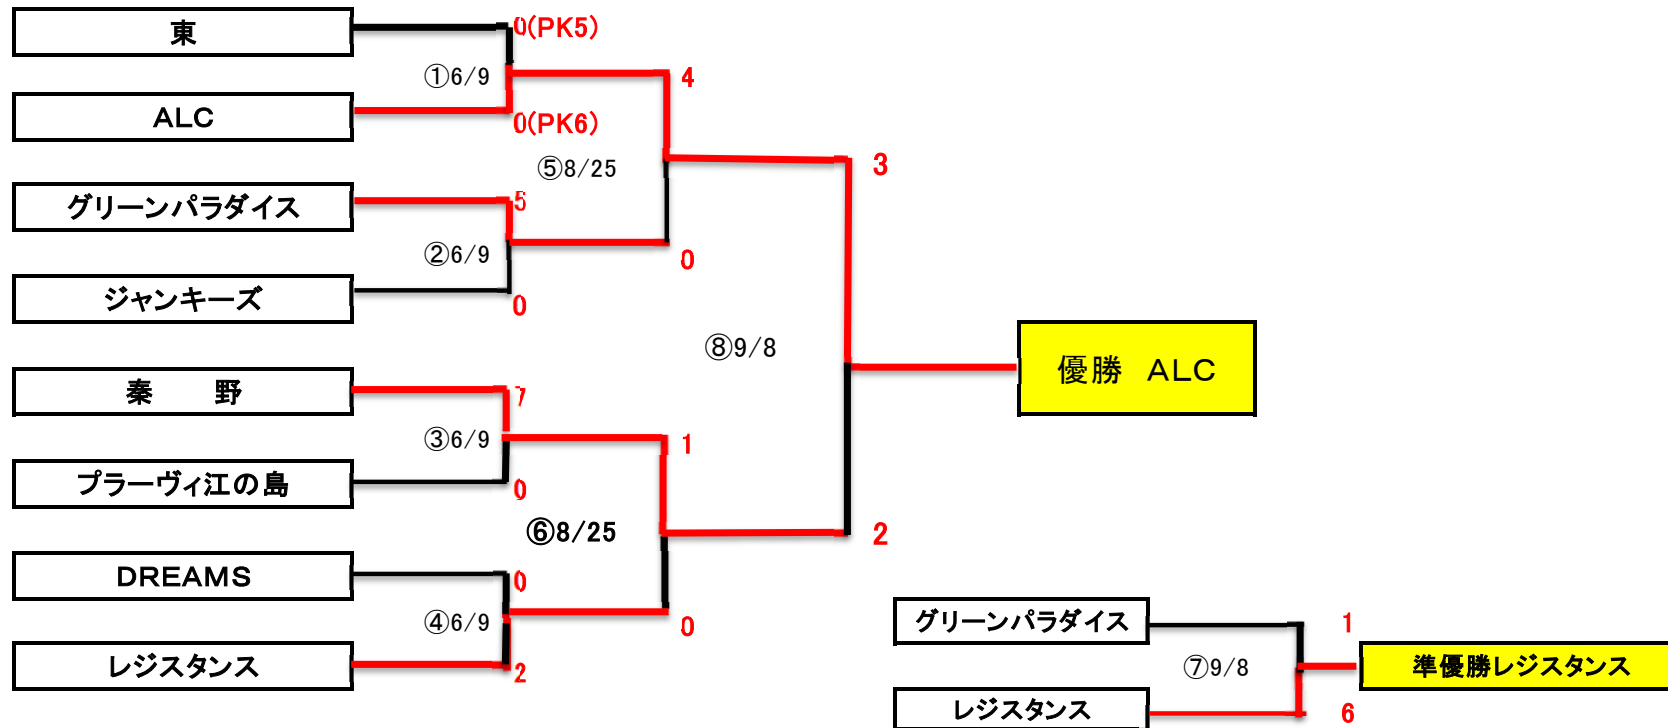 東
0(PK5)
①6/9
4
ALC
0(PK6)
3
⑤8/25
グリーンパラダイス
5
②6/9
0
ジャンキーズ
0
⑧9/8
優勝 ALC
秦 野
7
③6/9
1
プラーヴィ江の島
0
⑥8/25
2
DREAMS
0
④6/9
0
レジスタンス
2
グリーンパラダイス
1
⑦9/8
準優勝レジスタンス
レジスタンス
6